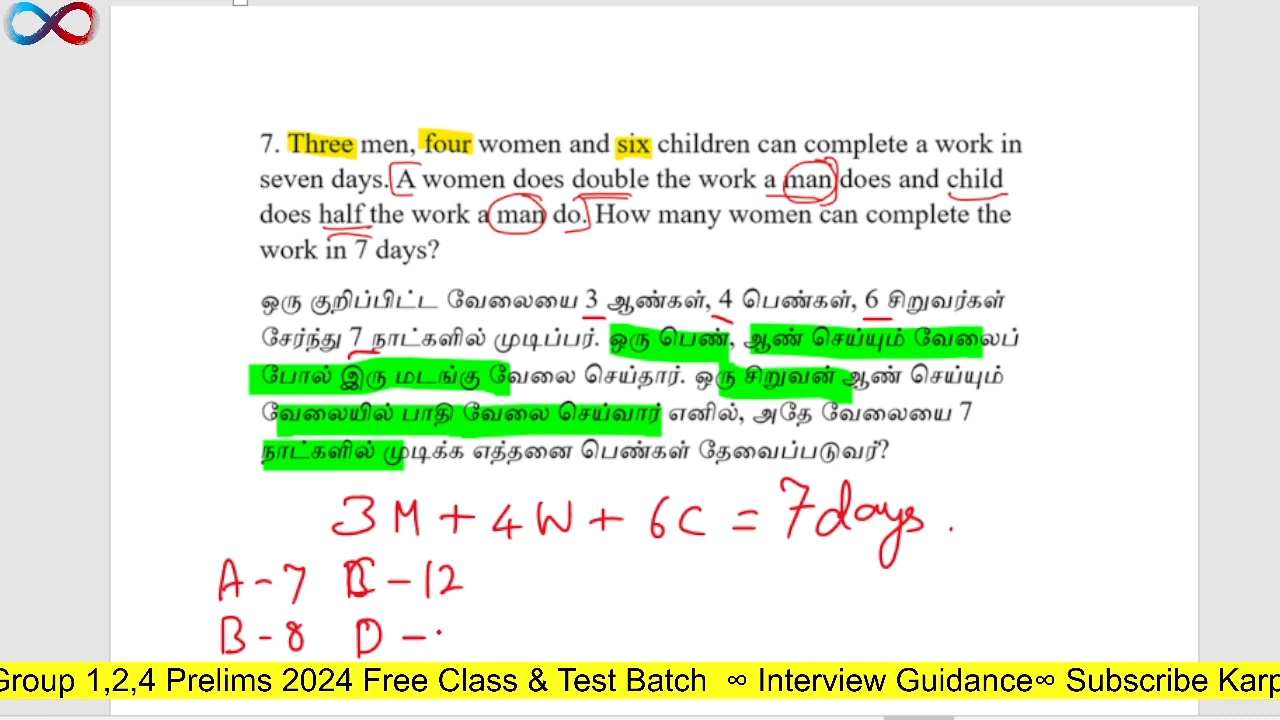 7. Three men, four women and six children can complete a work in
seven days. A women does double the work a man does and child
does half the work a man do. How many women can complete the
work in 7 days?
ஒரு குறிப்பிட்ட வேலையை 3 ஆண்கள், 4 பெண்கள், 6 சிறுவர்கள்
சேர்ந்து 7 நாட்களில் முடிப்பர். ஒரு பெண், ஆண் செய்யும் வேலைப்
போல் இரு மடங்கு வேலை செய்தார். ஒரு சிறுவன் ஆண் செய்யும்
வேலையில் பாதி வேலை செய்வார் எனில், அதே வேலையை 7
நாட்களில் முடிக்க எத்தனை பெண்கள் தேவைப்படுவர்?
3M + 4W + 6C = 7days.
A - 7 C - 12
B - 8 D -
Group 1,2,4 Prelims 2024 Free Class & Test Batch ∞ Interview Guidance∞ Subscribe Karp